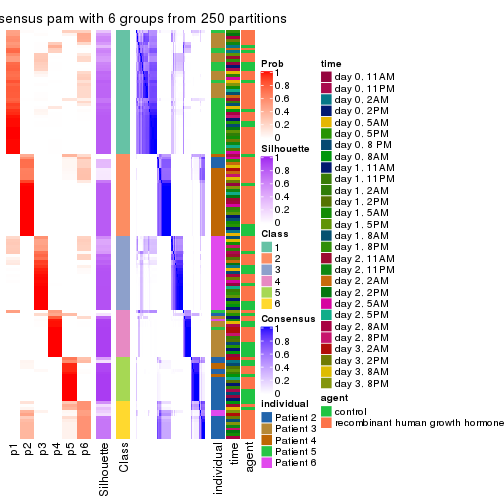 sensus pam with 6 groups from 250 partitions
Prob
1
0.8
0.6
0.4
0.2
0
Silhouette
1
0.8
0.6
0.4
0.2
0
Class
1
2
3
4
5
6
Consensus
1
0.8
0.6
0.4
0.2
0
individual
Patient 2
Patient 3
Patient 4
Patient 5
Patient 6
time
day 0. 11AM
day 0. 11PM
day 0. 2AM
day 0. 2PM
day 0. 5AM
day 0. 5PM
day 0. 8 PM
day 0. 8AM
day 1. 11AM
day 1. 11PM
day 1. 2AM
day 1. 2PM
day 1. 5AM
day 1. 5PM
day 1. 8AM
day 1. 8PM
day 2. 11AM
day 2. 11PM
day 2. 2AM
day 2. 2PM
day 2. 5AM
day 2. 5PM
day 2. 8AM
day 2. 8PM
day 3. 2AM
day 3. 2PM
day 3. 8AM
day 3. 8PM
agent
control
recombinant human growth hormone
p1
p2
p3
p4
p5
p6
Silhouette
Class
individual
time
agent